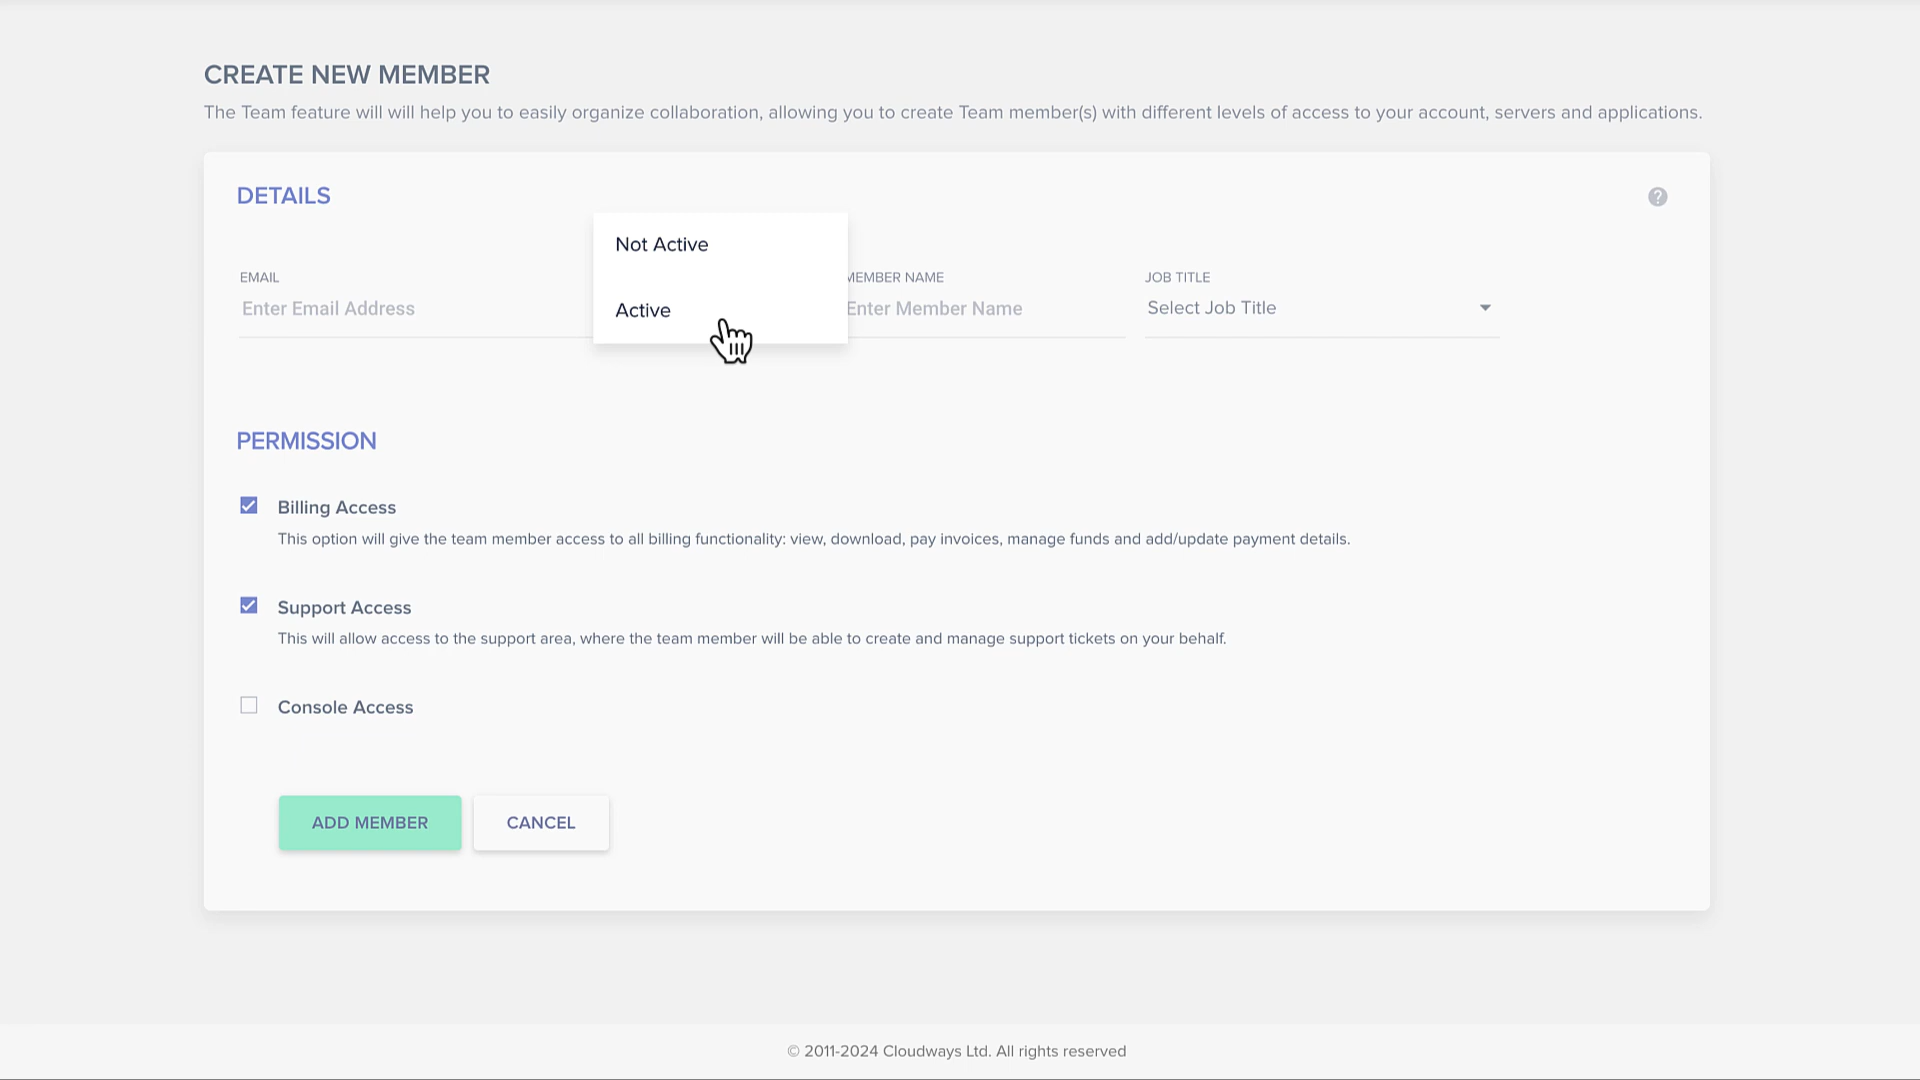 CREATE NEW MEMBER
The Team feature will will help you to easily organize collaboration, allowing you to create Team member(s) with different levels of access to your account, servers and applications.
DETAILS
Not Active
Active
EMAIL
Enter Email Address
MEMBER NAME
Enter Member Name
JOB TITLE
Select Job Title
PERMISSION
Billing Access
This option will give the team member access to all billing functionality: view, download, pay invoices, manage funds and add/update payment details.
Support Access
This will allow access to the support area, where the team member will be able to create and manage support tickets on your behalf.
Console Access
ADD MEMBER
CANCEL
© 2011-2024 Cloudways Ltd. All rights reserved